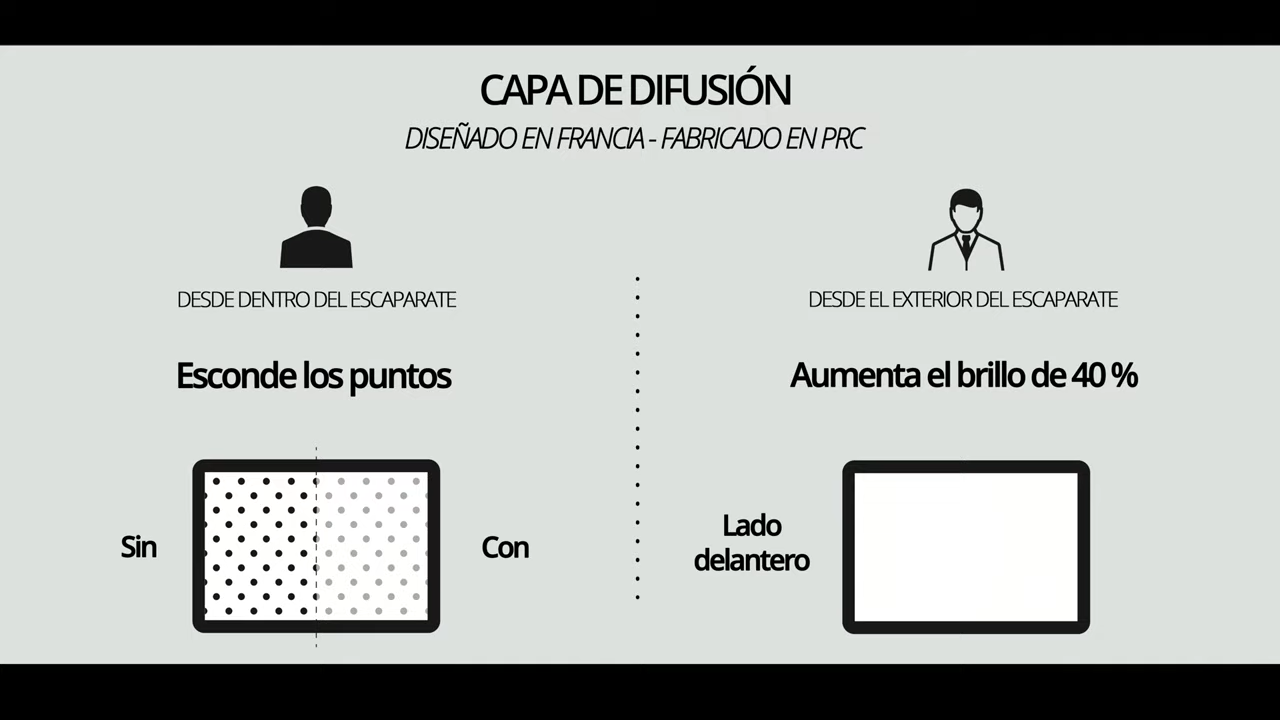 CAPA DE DIFUSIÓN
DISEÑADO EN FRANCIA - FABRICADO EN PRC
DESDE DENTRO DEL ESCAPARATE
Esconde los puntos
Sin
Con
DESDE EL EXTERIOR DEL ESCAPARATE
Aumenta el brillo de 40 %
Lado
delantero